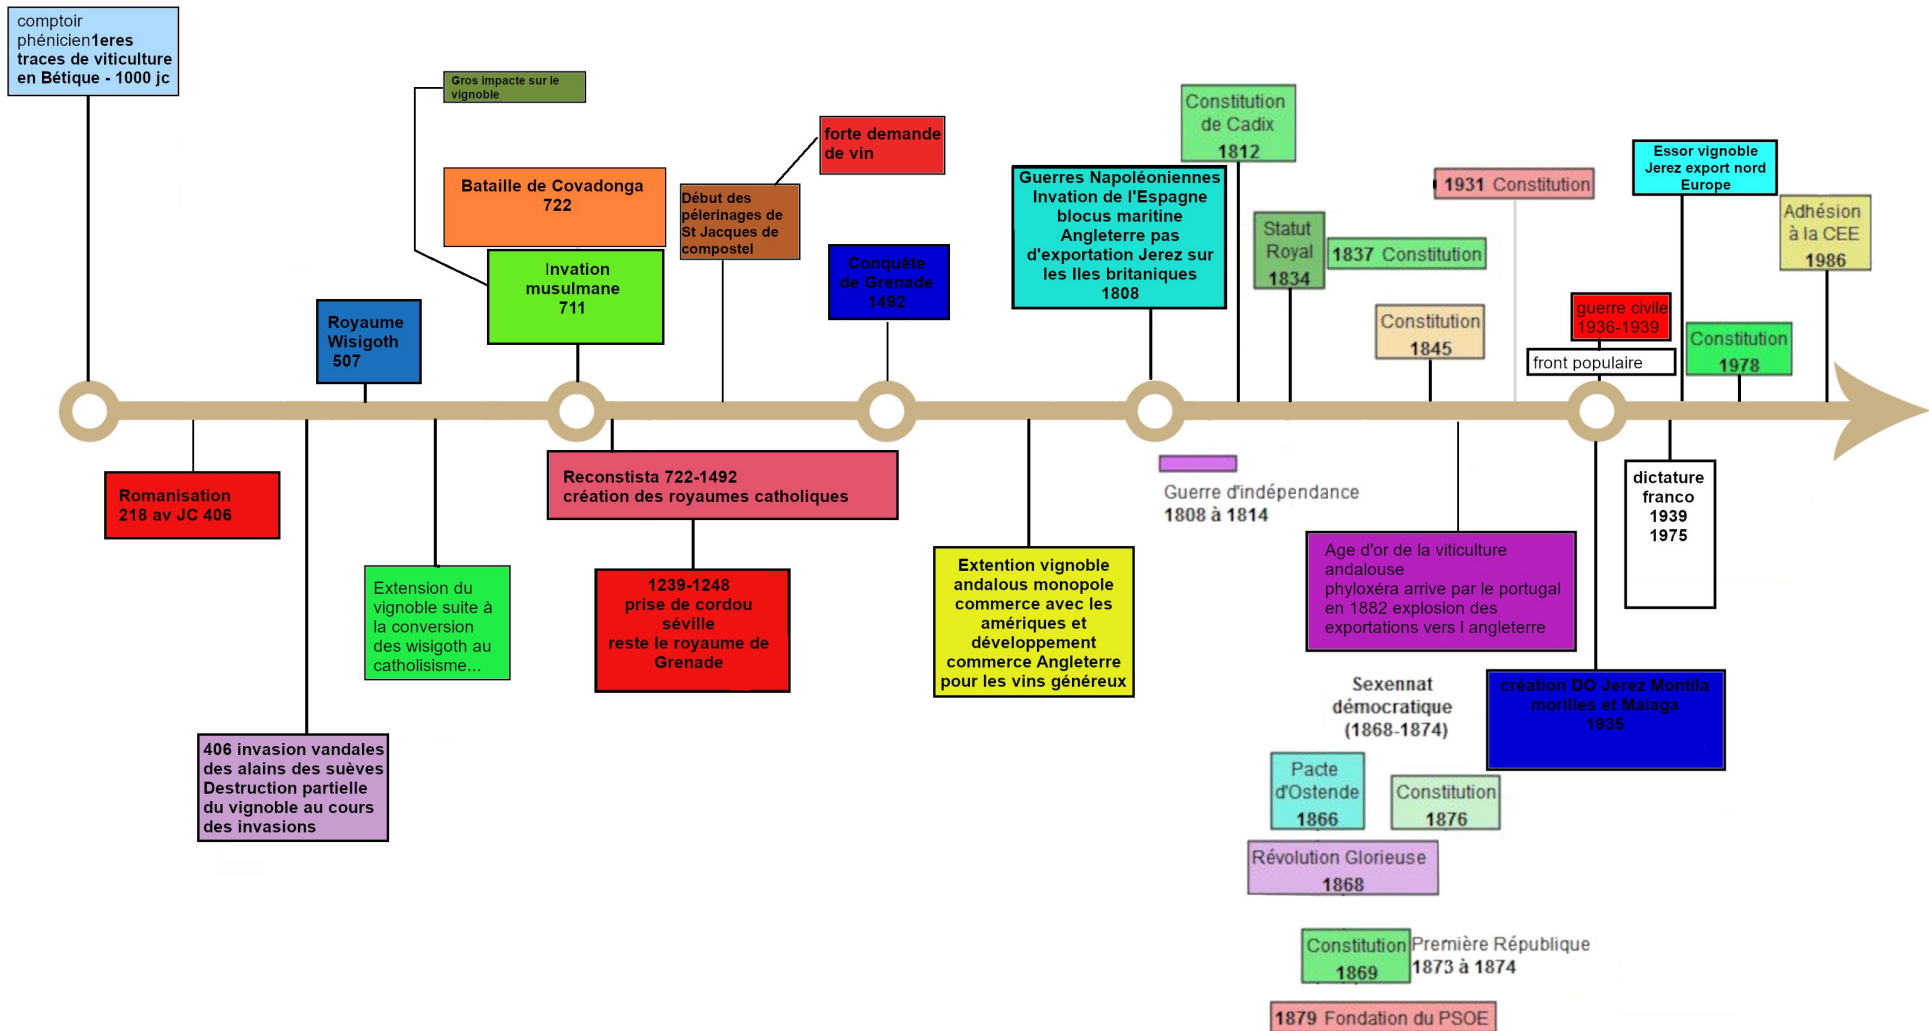 comptoir
phénicien1eres
traces de viticulture
en Bétique - 1000 jc
Gros impacte sur le
vignoble
Bataille de Covadonga
722
Invation
musulmane
711
Royaume
Wisigoth
507
Début des
pélerinages de
St Jacques de
compostel
forte demande
de vin
Conquête
de Grenade
1492
Guerres Napoléoniennes
Invation de l'Espagne
blocus maritine
Angleterre pas
d'exportation Jerez sur
les Iles britaniques
1808
Constitution
de Cadix
1812
Statut
Royal
1834
1837 Constitution
Constitution
1845
1931 Constitution
guerre civile
1936-1939
front populaire
Essor vignoble
Jerez export nord
Europe
Constitution
1978
Adhésion
à la CEE
1986
Romanisation
218 av JC 406
406 invasion vandales
des alains des suèves
Destruction partielle
du vignoble au cours
des invasions
Extension du
vignoble suite à
la conversion
des wisigoth au
catholisisme...
Reconstista 722-1492
création des royaumes catholiques
1239-1248
prise de cordou
séville
reste le royaume de
Grenade
Extention vignoble
andalous monopole
commerce avec les
amériques et
développement
commerce Angleterre
pour les vins généreux
Guerre d'indépendance
1808 à 1814
Age d'or de la viticulture
andalouse
phyloxéra arrive par le portugal
en 1882 explosion des
exportations vers l angleterre
dictature
franco
1939
1975
création DO Jerez Montila
morilles et Malaga
1935
Sexennat
démocratique
(1868-1874)
Pacte
d'Ostende
1866
Constitution
1876
Révolution Glorieuse
1868
Constitution
1869
Première République
1873 à 1874
1879 Fondation du PSOE